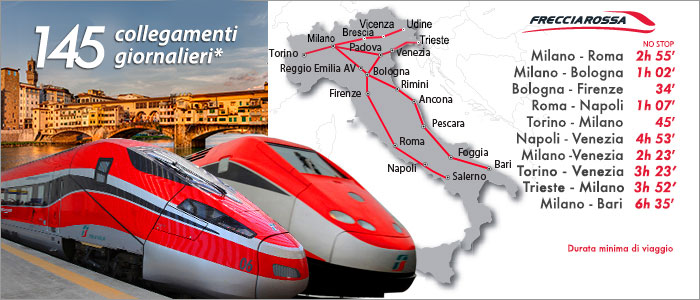 145 collegamenti
giornalieri*
Vicenza
Udine
Brescia
Milano
Trieste
Torino
Padova
Venezia
Reggio Emilia AV
Bologna
Rimini
Firenze
Ancona
Pescara
Roma
Foggia
Bari
Napoli
Salerno
FRECCIAROSSA
NO STOP
Milano - Roma 2h 55'
Milano - Bologna 1h 02'
Bologna - Firenze 34'
Roma - Napoli 1h 07'
Torino - Milano 45'
Napoli - Venezia 4h 53'
Milano -Venezia 2h 23'
Torino - Venezia 3h 23'
Trieste - Milano 3h 52'
Milano - Bari 6h 35'
Durata minima di viaggio